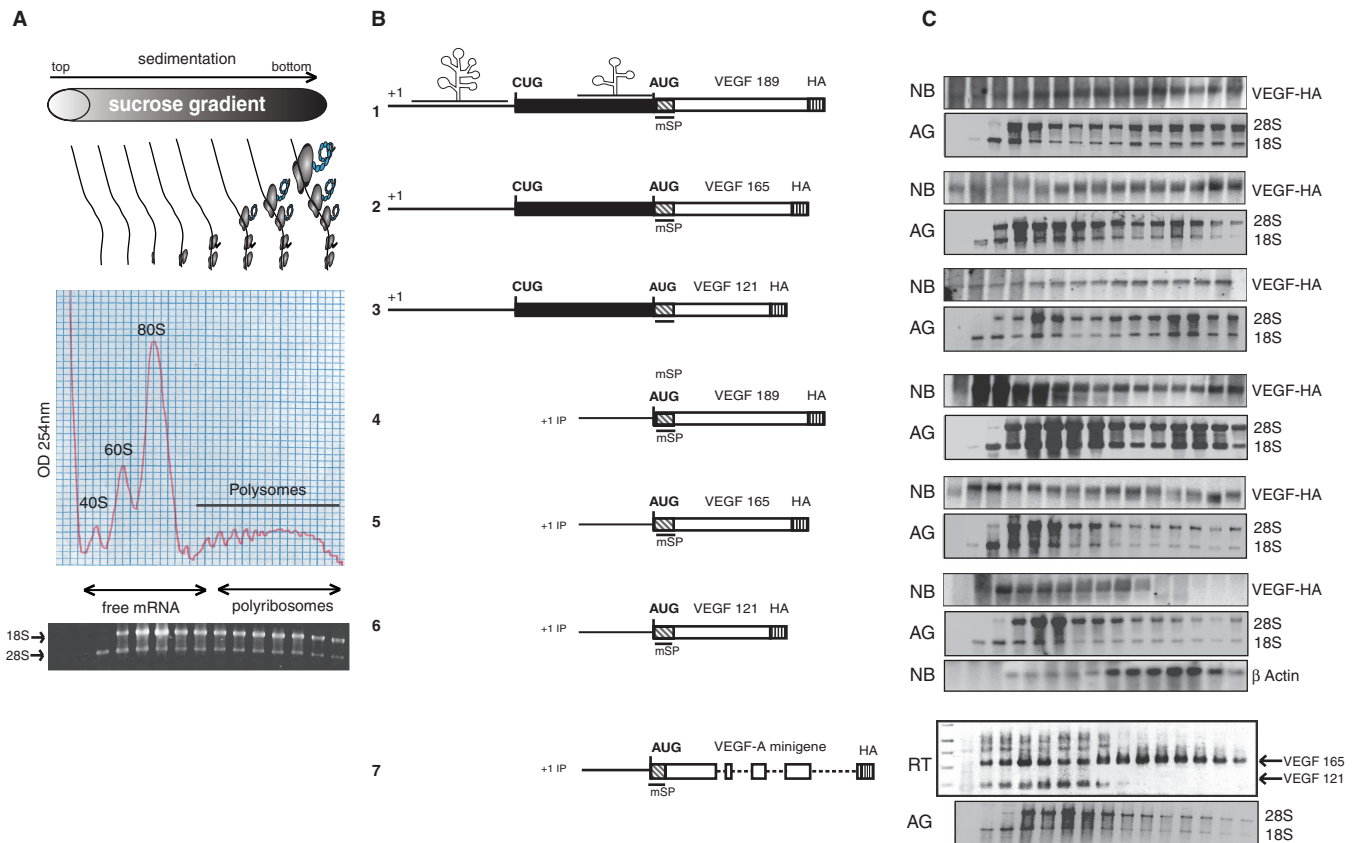 A
sedimentation
top
bottom
sucrose gradient
OD 254nm
40S
60S
80S
Polysomes
free mRNA
polyribosomes
18S
28S
B
1
+1
CUG
AUG
VEGF 189
HA
mSP
2
+1
CUG
AUG
VEGF 165
HA
mSP
3
+1
CUG
AUG
VEGF 121
HA
mSP
4
+1 IP
mSP
AUG
VEGF 189
HA
mSP
5
+1 IP
AUG
VEGF 165
HA
mSP
6
+1 IP
AUG
VEGF 121
HA
mSP
7
+1 IP
AUG
VEGF-A minigene
HA
mSP
C
NB
VEGF-HA
AG
28S
18S
NB
VEGF-HA
AG
28S
18S
NB
VEGF-HA
AG
28S
18S
NB
VEGF-HA
AG
28S
18S
NB
VEGF-HA
AG
28S
18S
NB
VEGF-HA
AG
28S
18S
NB
β Actin
RT
VEGF 165
VEGF 121
AG
28S
18S